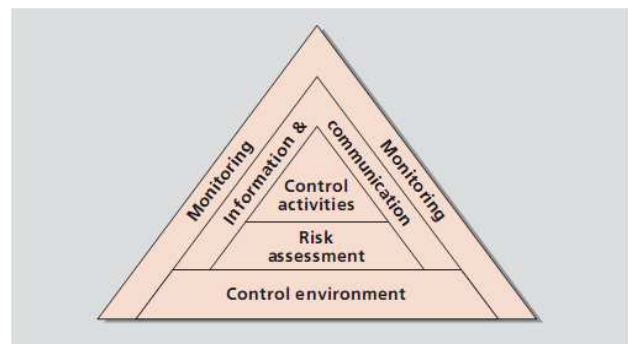 Monitoring
Information &
communication
Monitoring
Control
activities
Risk
assessment
Control environment